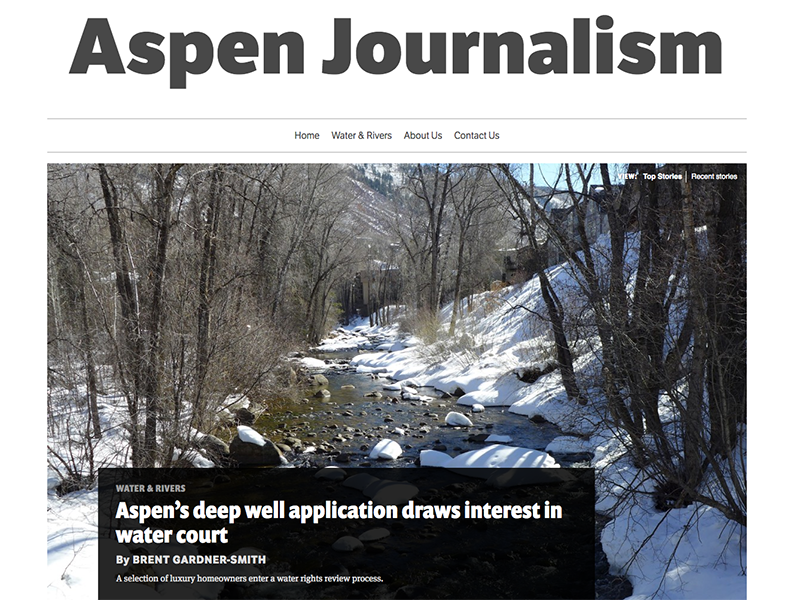 Aspen Journalism
Home Water & Rivers About Us Contact Us
VIEW: Top Stories | Recent stories
WATER & RIVERS
Aspen’s deep well application draws interest in
water court
By BRENT GARDNER-SMITH
A selection of luxury homeowners enter a water rights review process.